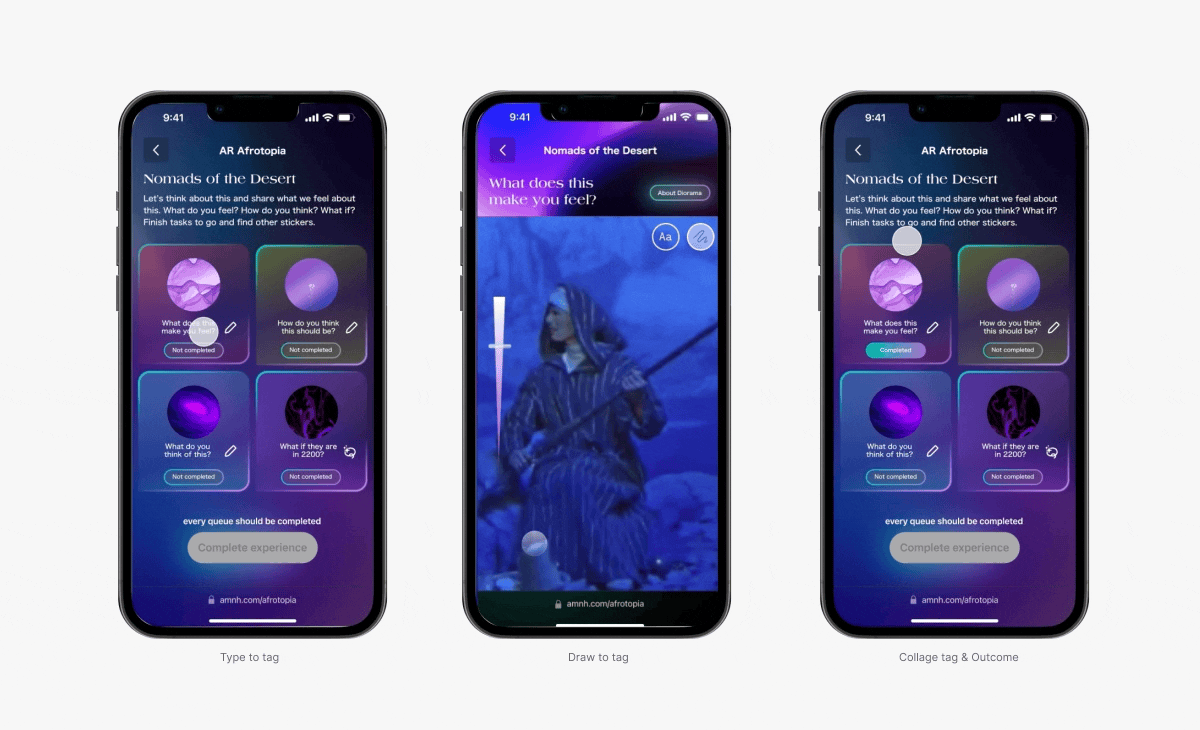 9:41
AR Afrotopia
Nomads of the Desert
Let's think about this and share what we feel about
this. What do you feel? How do you think? What if?
Finish tasks to go and find other stickers.
What does this
make you feel?
Not completed
How do you think
this should be?
Not completed
What do you
think of this?
Not completed
What if they are
in 2200?
Not completed
every queue should be completed
Complete experience
amnh.com/afrotopia
Type to tag
9:41
Nomads of the Desert
What does this
make you feel?
About Diorama
Aa
amnh.com/afrotopia
Draw to tag
9:41
AR Afrotopia
Nomads of the Desert
Let's think about this and share what we feel about
this. What do you feel? How do you think? What if?
Finish tasks to go and find other stickers.
What does this
make you feel?
Completed
How do you think
this should be?
Not completed
What do you
think of this?
Not completed
What if they are
in 2200?
Not completed
every queue should be completed
Complete experience
amnh.com/afrotopia
Collage tag & Outcome